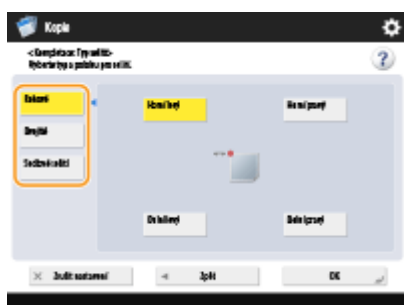 Kopie
<Kompletace: Typ sešití>
Vyberte typ a polohu pro sešití.
Rohové
Dvojité
Sedlové sešití
Horní levý
Horní pravý
Dolní levý
Dolní pravý
Zrušit nastavení
Zpět
OK